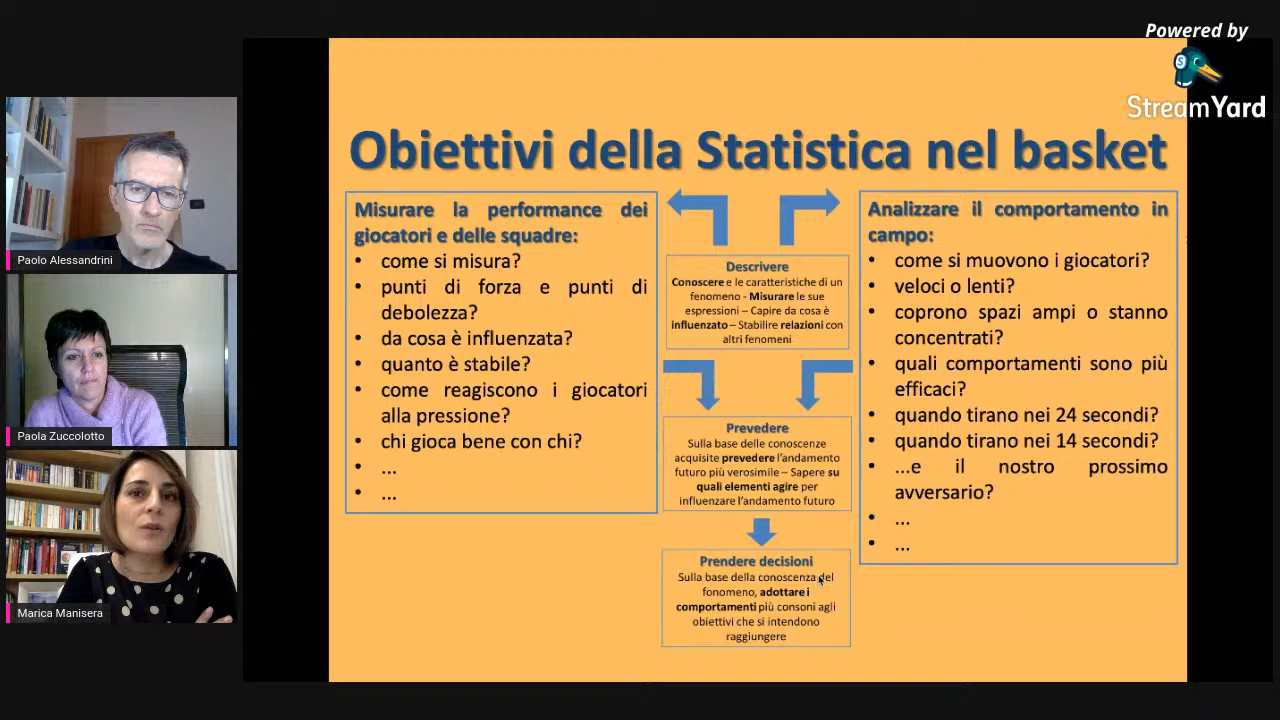 Powered by
StreamYard
Paolo Alessandrini
Paola Zuccolotto
Marica Manisera
Obiettivi della Statistica nel basket
Misurare la performance dei
giocatori e delle squadre:
• come si misura?
• punti di forza e punti di
debolezza?
• da cosa è influenzata?
• quanto è stabile?
• come reagiscono i giocatori
alla pressione?
• chi gioca bene con chi?
• ...
• ...
Descrivere
Conoscere e le caratteristiche di un
fenomeno - Misurare le sue
espressioni – Capire da cosa è
influenzato – Stabilire relazioni con
altri fenomeni
Prevedere
Sulla base delle conoscenze
acquisite prevedere l'andamento
futuro più verosimile – Sapere su
quali elementi agire per
influenzare l'andamento futuro
Prendere decisioni
Sulla base della conoscenza del
fonomeno, adottare i
comportamenti più consoni agli
obiettivi che si intendono
raggiungere
Analizzare il comportamento in
campo:
• come si muovono i giocatori?
• veloci o lenti?
• coprono spazi ampi o stanno
concentrati?
• quali comportamenti sono più
efficaci?
• quando tirano nei 24 secondi?
• quando tirano nei 14 secondi?
• ...e il nostro prossimo
avversario?
• ...
• ...